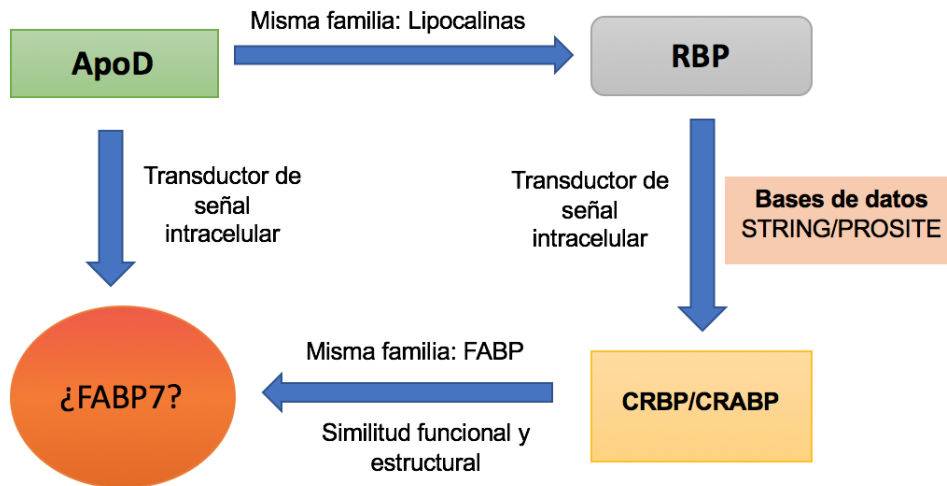 Misma familia: Lipocalinas
ApoD
RBP
Transductor de
señal
intracelular
Transductor de
señal
intracelular
Bases de datos
STRING/PROSITE
Misma familia: FABP
¿FABP7?
CRBP/CRABP
Similitud funcional y
estructural